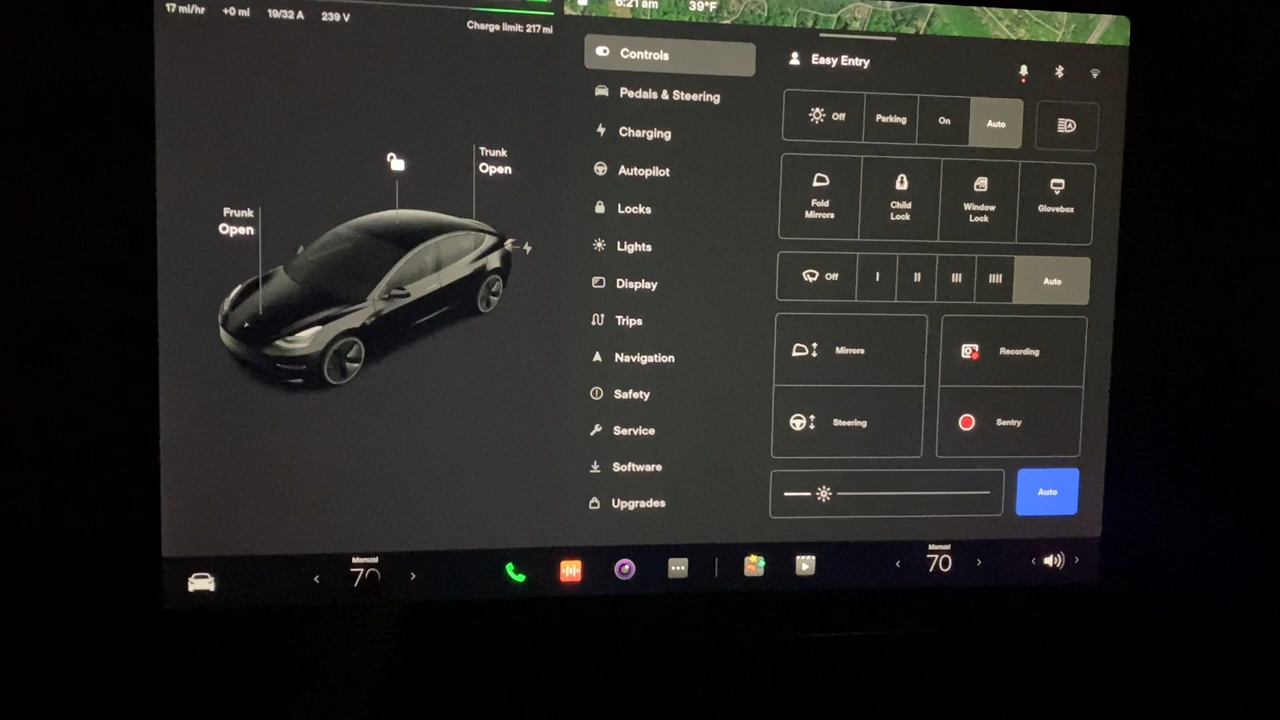 17 mi/hr +0 mi 19/32 A 239 V
Charge limit: 217 mi
6:21 am 39°F
Trunk
Open
Frunk
Open
Controls
Pedals & Steering
Charging
Autopilot
Locks
Lights
Display
Trips
Navigation
Safety
Service
Software
Upgrades
Easy Entry
Off Parking On Auto
Fold
Mirrors
Child
Lock
Window
Lock
Glovebox
Off I II III IIII Auto
Mirrors
Recording
Steering
Sentry
Auto
Manual
70
Manual
70